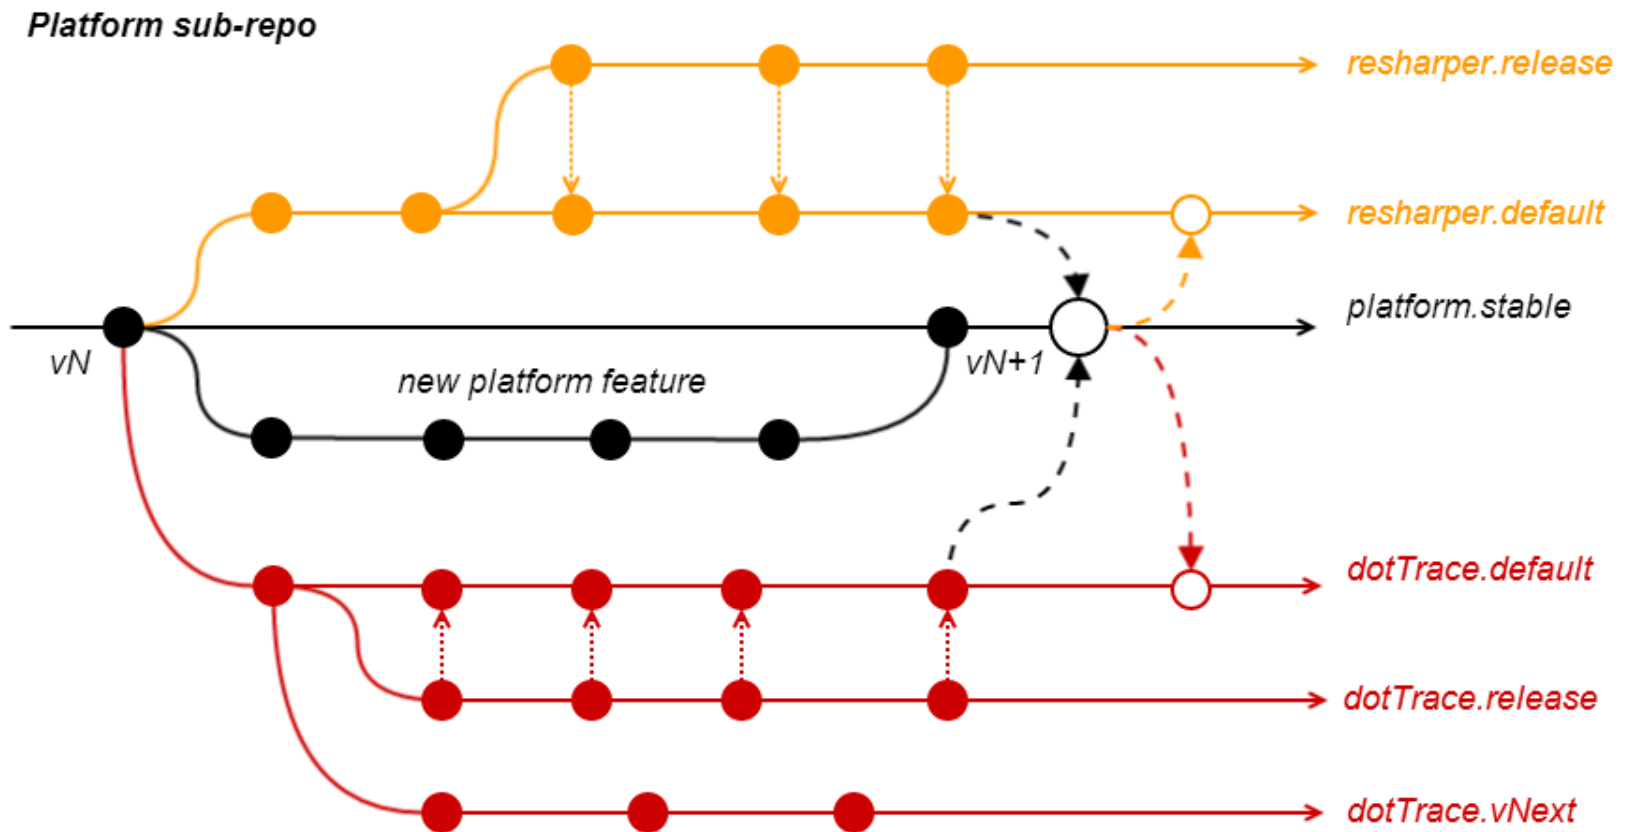 Platform sub-repo
resharper.release
resharper.default
platform.stable
vN
vN+1
new platform feature
dotTrace.default
dotTrace.release
dotTrace.vNext